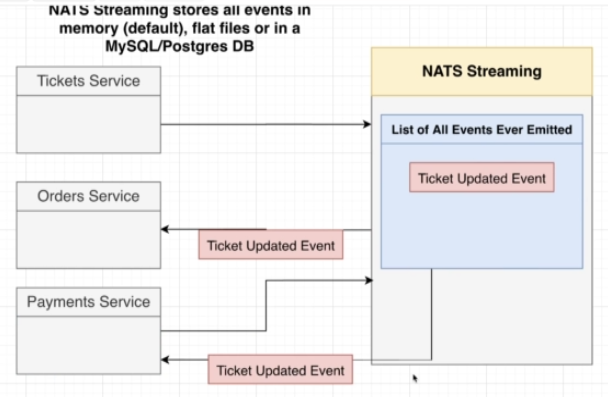 NATS Streaming stores all events in
memory (default), flat files or in a
MySQL/Postgres DB
Tickets Service
NATS Streaming
List of All Events Ever Emitted
Ticket Updated Event
Orders Service
Ticket Updated Event
Payments Service
Ticket Updated Event